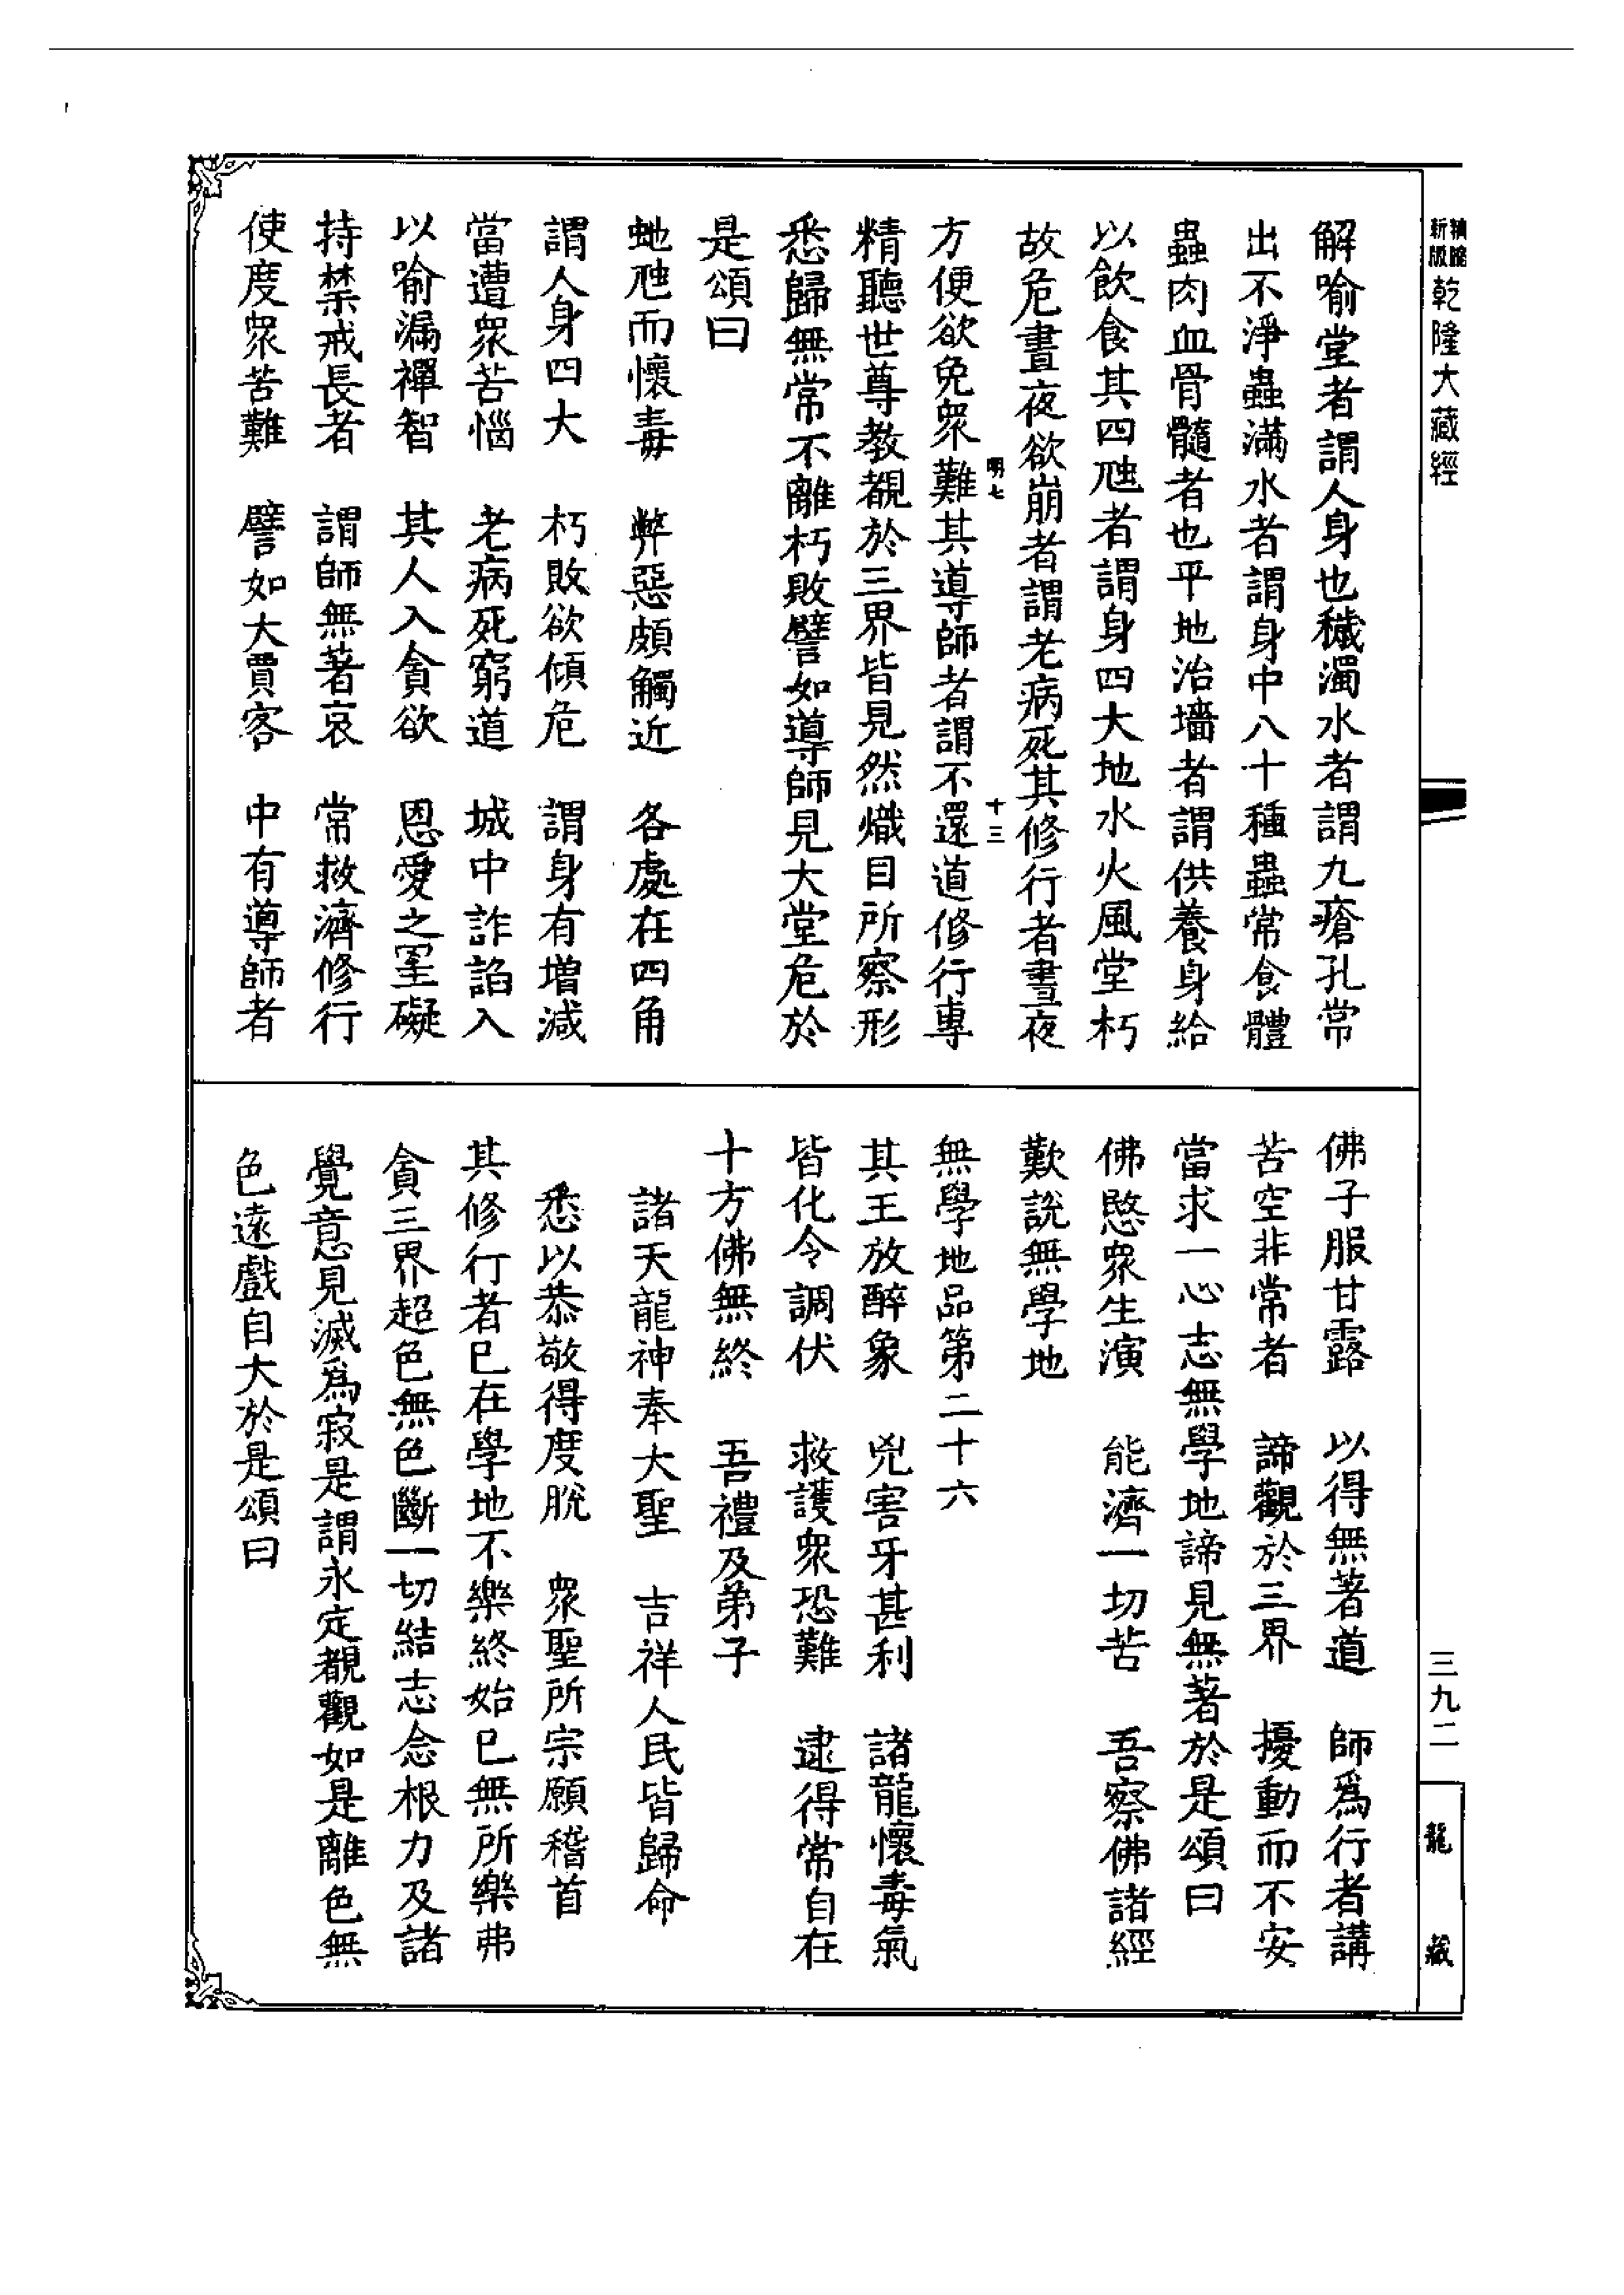 新版
乾隆大藏經
解喻堂者謂人身也穢濁水者謂九瘡孔常
出不淨蟲滿水者謂身中八十種蟲常食體
蟲肉血骨髓者也平地治墻者謂供養身給
以飲食其四虺者謂身四大地水火風堂朽
故危晝夜欲崩者謂老病死其修行者晝夜
明七
十三
方便欲免眾難其導師者謂不還道修行專
精聽世尊教覩於三界皆見然熾目所察形
悉歸無常不離朽敗譬如導師見大堂危於
是頌曰
虵虺而懷毒　弊惡頗觸近　各處在四角
謂人身四大　朽敗欲傾危　謂身有增減
當遭眾苦惱　老病死窮道　城中詐諂入
以喻漏禪智　其人入貪欲　恩愛之罣礙
持禁戒長者　謂師無著哀　常救濟修行
使度眾苦難　譬如大賈客　中有導師者
佛子服甘露　以得無著道　師爲行者講
苦空非常者　諦觀於三界　擾動而不安
當求一心志無學地諦見無著於是頌曰
佛愍眾生演　能濟一切苦　吾察佛諸經
歎說無學地
無學地品第二十六
其王放醉象　兇害牙甚利　諸龍懷毒氣
皆化令調伏　救護眾恐難　逮得常自在
十方佛無終　吾禮及弟子
諸天龍神奉大聖　吉祥人民皆歸命
悉以恭敬得度脫　眾聖所宗願稽首
其修行者已在學地不樂終始已無所樂弗
貪三界超色無色斷一切結志念根力及諸
覺意見滅爲寂是謂永定覩觀如是離色無
色遠戲自大於是頌曰
三九二
龍藏